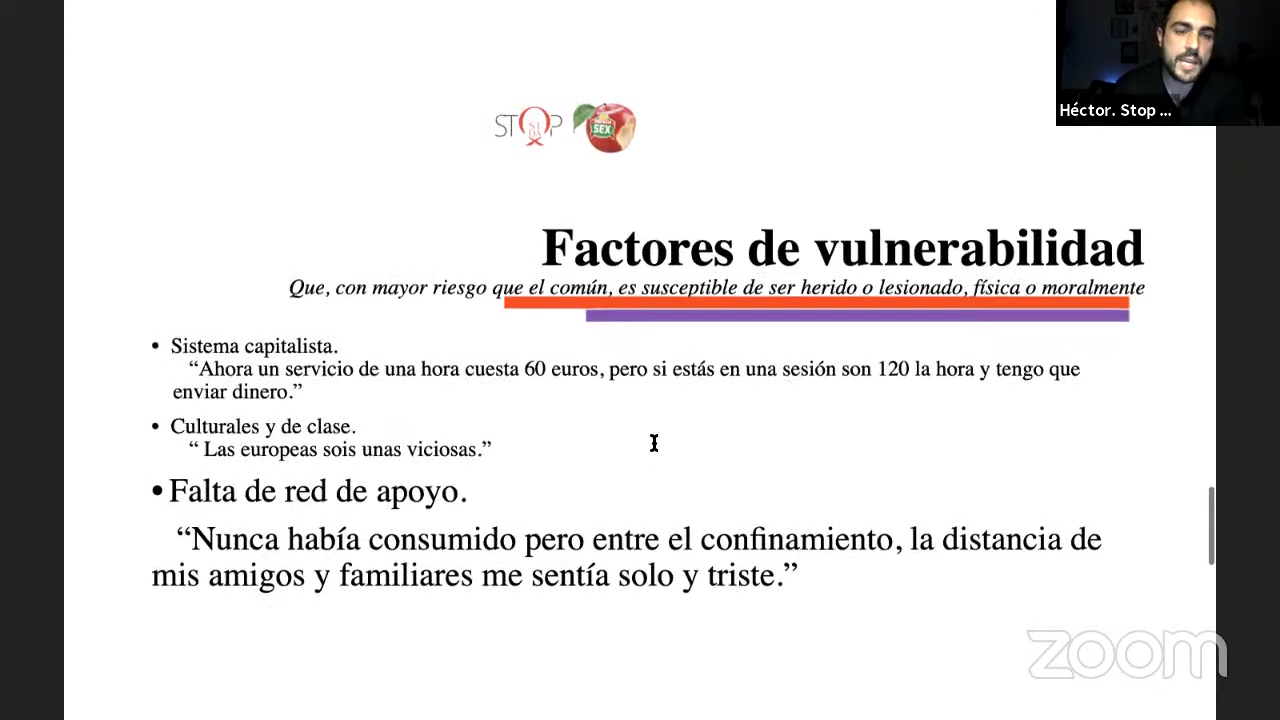 Héctor. Stop ...
STOP
SIDA
SEX
Factores de vulnerabilidad
Que, con mayor riesgo que el común, es susceptible de ser herido o lesionado, física o moralmente
• Sistema capitalista.
“Ahora un servicio de una hora cuesta 60 euros, pero si estás en una sesión son 120 la hora y tengo que
enviar dinero.”
• Culturales y de clase.
“ Las europeas sois unas viciosas.”
• Falta de red de apoyo.
“Nunca había consumido pero entre el confinamiento, la distancia de
mis amigos y familiares me sentía solo y triste.”
zoom